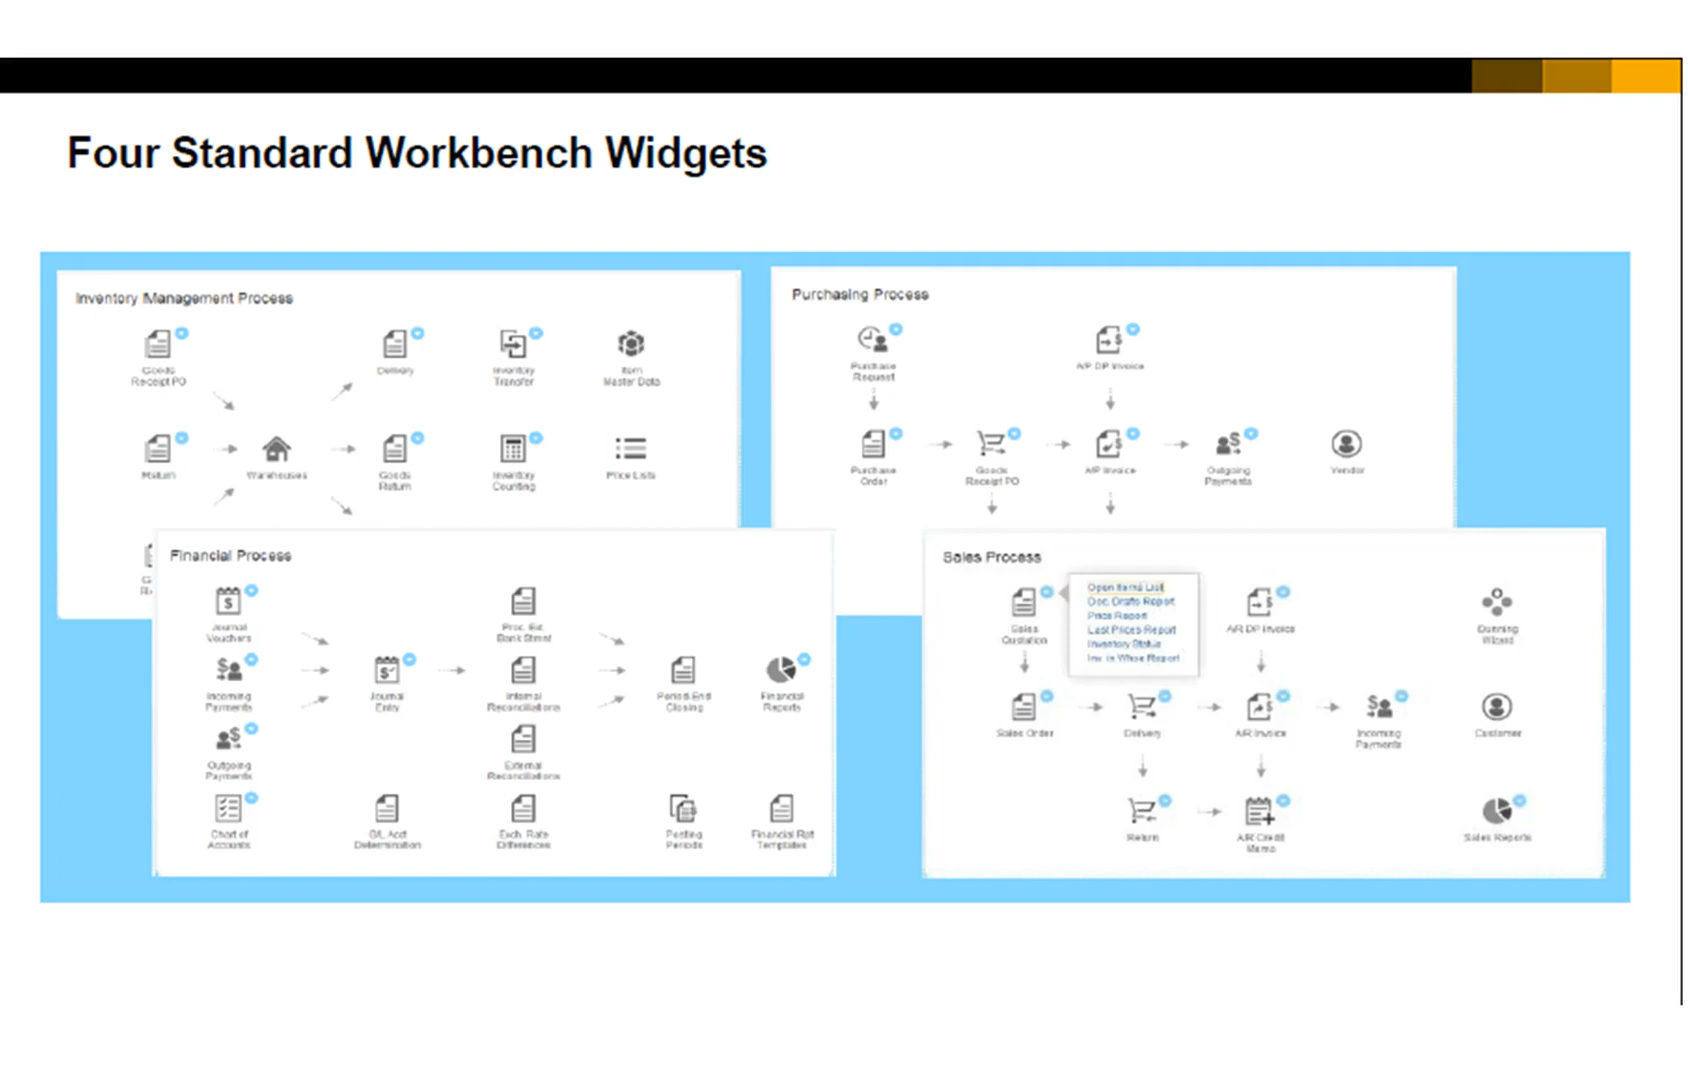 Four Standard Workbench Widgets
Inventory Management Process
Goods
Receipt PO
Delivery
Inventory
Transfer
Item
Master Data
Return
Warehouses
Goods
Return
Inventory
Counting
Price Lists
Purchasing Process
Purchase
Request
A/P DP Invoice
Purchase
Order
Goods
Receipt PO
A/P Invoice
Outgoing
Payments
Vendor
Financial Process
Journal
Vouchers
Proc. Ext.
Bank Stmnt
Incoming
Payments
Journal
Entry
Internal
Reconciliations
Period-End
Closing
Financial
Reports
Outgoing
Payments
External
Reconciliations
Chart of
Accounts
G/L Acct
Determination
Exch. Rate
Differences
Posting
Periods
Financial Rpt
Templates
Sales Process
Sales
Quotation
Open Items List
Doc. Drafts Report
Price Report
Last Prices Report
Inventory Status
Inv in Whse Report
A/R DP Invoice
Dunning
Wizard
Sales Order
Delivery
A/R Invoice
Incoming
Payments
Customer
Return
A/R Credit
Memo
Sales Reports